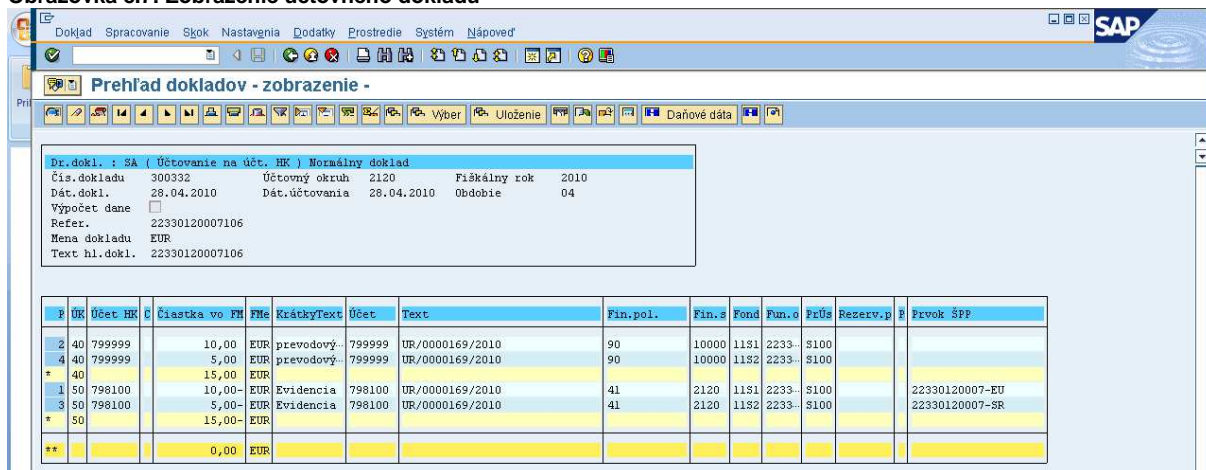 Doklad Spracovanie Skok Nastavenia Dodatky Prostredie Systém Nápoveď
SAP
Prehľad dokladov - zobrazenie -
Výber Uloženie Daňové dáta
Dr.dokl. : SA ( Účtovanie na účt. HK ) Normálny doklad
Čís.dokladu 300332 Účtovný okruh 2120 Fiškálny rok 2010
Dát.dokl. 28.04.2010 Dát.účtovania 28.04.2010 Obdobie 04
Výpočet dane
Refer. 22330120007106
Mena dokladu EUR
Text hl.dokl. 22330120007106
P ÚK Účet HK C Čiastka vo FM FMe KrátkyText Účet Text Fin.pol. Fin.s Fond Fun.o PrÚs Rezerv.p P Prvok ŠPP
2 40 799999 10,00 EUR prevodový… 799999 UR/0000169/2010 90 10000 11S1 2233… S100
4 40 799999 5,00 EUR prevodový… 799999 UR/0000169/2010 90 10000 11S2 2233… S100
* 40 15,00 EUR
1 50 798100 10,00- EUR Evidencia 798100 UR/0000169/2010 41 2120 11S1 2233… S100 22330120007-EU
3 50 798100 5,00- EUR Evidencia 798100 UR/0000169/2010 41 2120 11S2 2233… S100 22330120007-SR
* 50 15,00- EUR
** 0,00 EUR